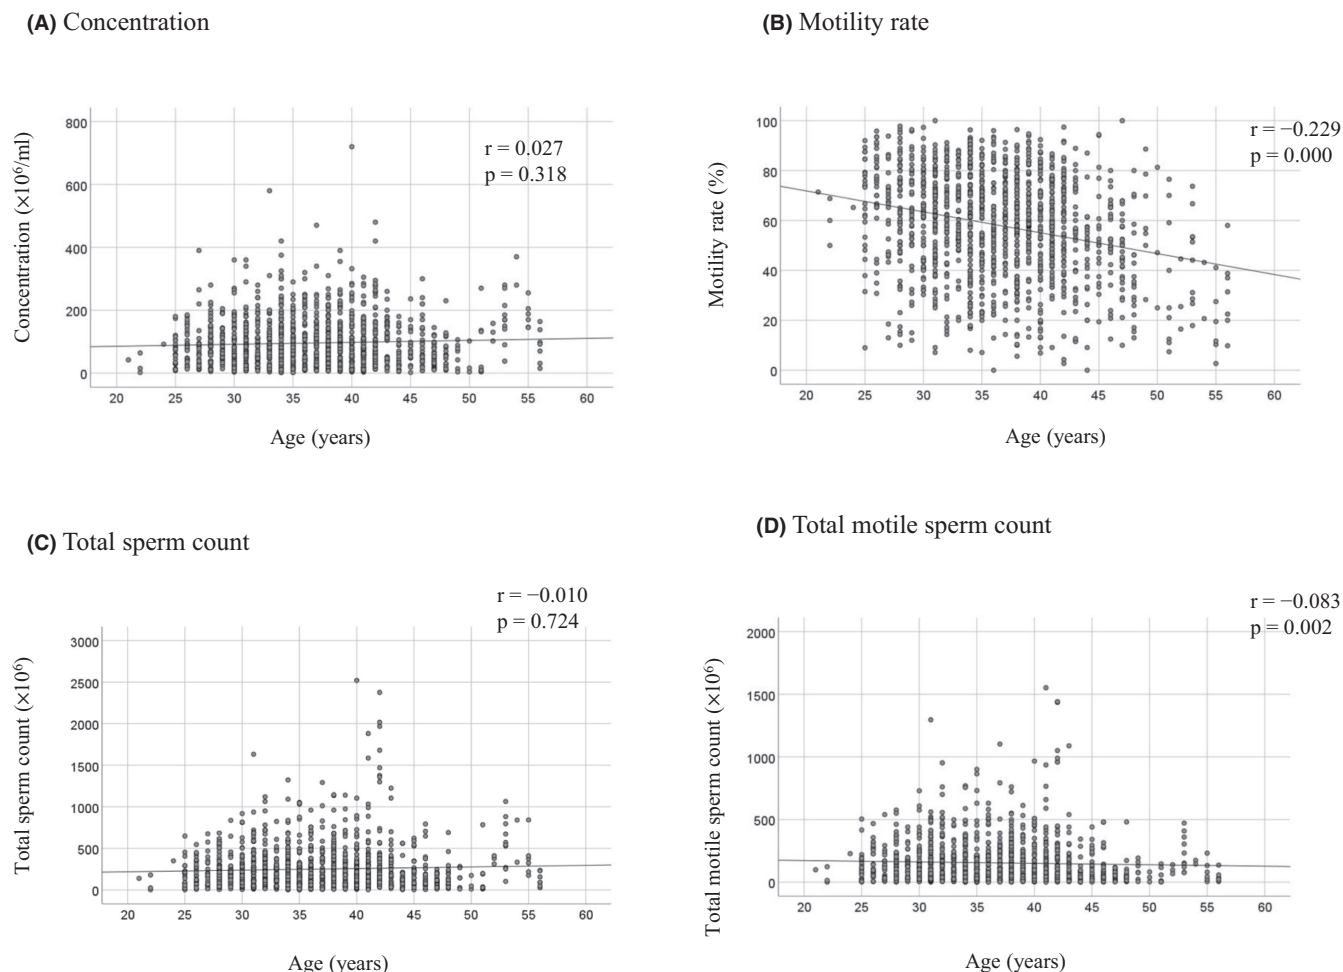 (A) Concentration
Concentration (×10⁶/ml)
800
600
400
200
0
r = 0.027
p = 0.318
20 25 30 35 40 45 50 55 60
Age (years)
(B) Motility rate
Motility rate (%)
100
80
60
40
20
0
r = −0.229
p = 0.000
20 25 30 35 40 45 50 55 60
Age (years)
(C) Total sperm count
Total sperm count (×10⁶)
3000
2500
2000
1500
1000
500
0
r = −0.010
p = 0.724
20 25 30 35 40 45 50 55 60
Age (years)
(D) Total motile sperm count
Total motile sperm count (×10⁶)
2000
1500
1000
500
0
r = −0.083
p = 0.002
20 25 30 35 40 45 50 55 60
Age (years)